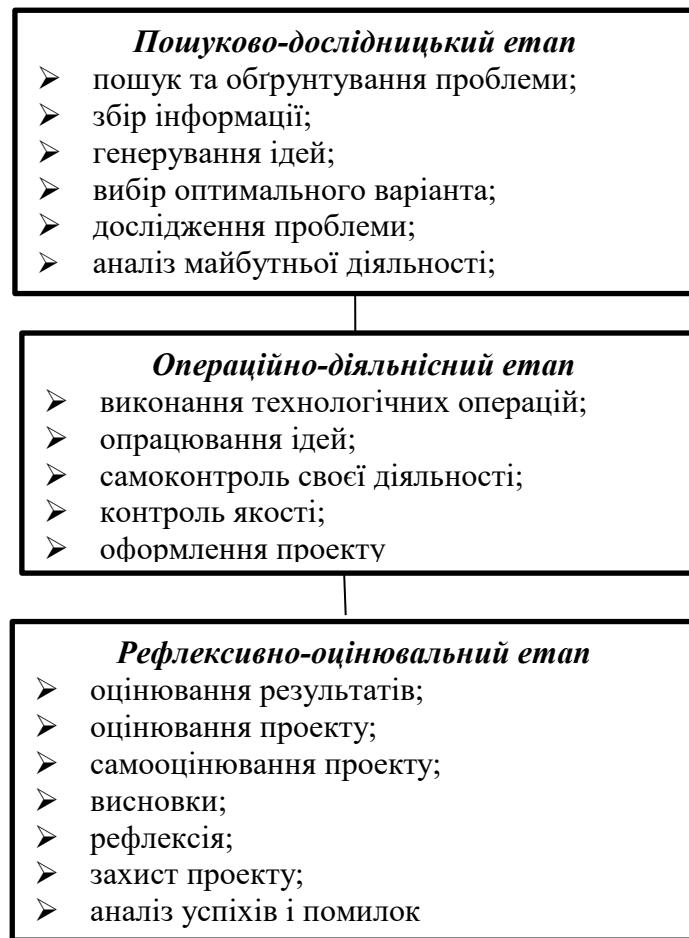 Пошуково-дослідницький етап
➢ пошук та обґрунтування проблеми;
➢ збір інформації;
➢ генерування ідей;
➢ вибір оптимального варіанта;
➢ дослідження проблеми;
➢ аналіз майбутньої діяльності;
Операційно-діяльнісний етап
➢ виконання технологічних операцій;
➢ опрацювання ідей;
➢ самоконтроль своєї діяльності;
➢ контроль якості;
➢ оформлення проекту
Рефлексивно-оцінювальний етап
➢ оцінювання результатів;
➢ оцінювання проекту;
➢ самооцінювання проекту;
➢ висновки;
➢ рефлексія;
➢ захист проекту;
➢ аналіз успіхів і помилок